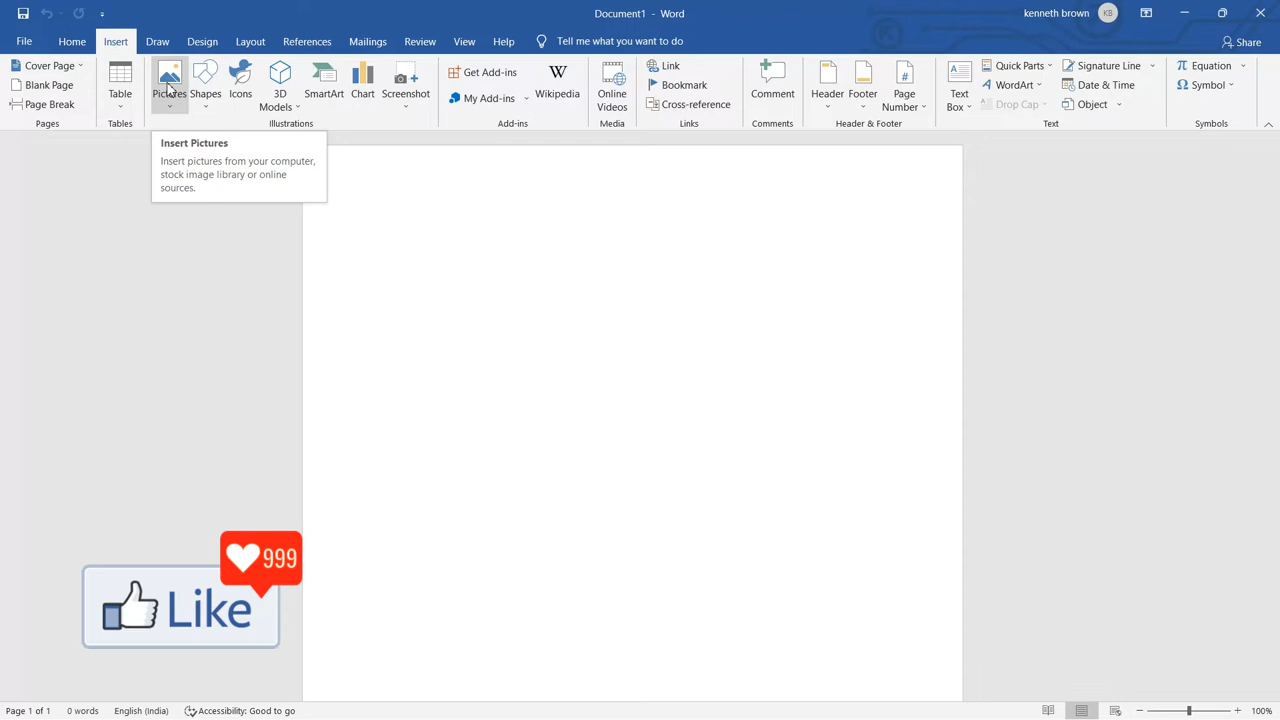 Document1 - Word
kenneth brown KB
File Home Insert Draw Design Layout References Mailings Review View Help Tell me what you want to do Share
Cover Page
Blank Page
Page Break
Pages
Table
Tables
Pictures Shapes Icons 3D Models SmartArt Chart Screenshot
Illustrations
Get Add-ins
My Add-ins
W
Wikipedia
Add-ins
Online Videos
Media
Link
Bookmark
Cross-reference
Links
Comment
Comments
Header Footer Page Number
#
Header & Footer
Text Box
A
Quick Parts
WordArt
Drop Cap
Signature Line
Date & Time
Object
Text
π Equation
Ω Symbol
Symbols
Insert Pictures
Insert pictures from your computer,
stock image library or online
sources.
999
Like
Page 1 of 1 0 words English (India) Accessibility: Good to go 100%